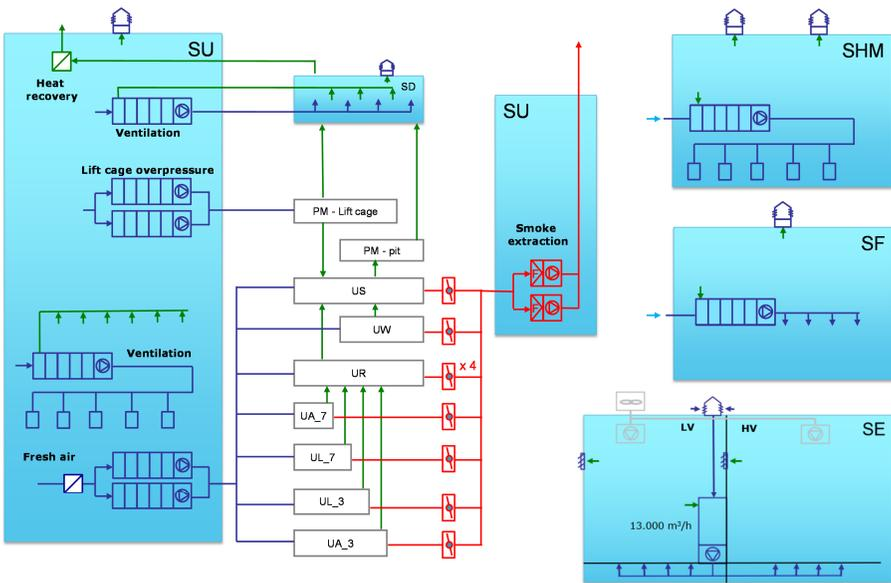 SU
Heat
recovery
Ventilation
SD
Lift cage overpressure
PM - Lift cage
PM - pit
US
UW
Ventilation
UR
x 4
UA_7
UL_7
Fresh air
UL_3
UA_3
SU
Smoke
extraction
F
F
SHM
SF
SE
LV
HV
13.000 m³/h